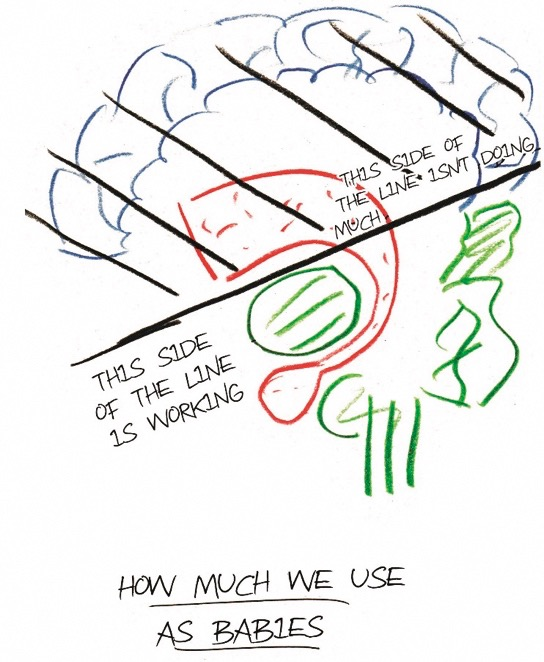 THIS SIDE OF
THE LINE ISNT DOING
MUCH.
THIS SIDE
OF THE LINE
IS WORKING
HOW MUCH WE USE
AS BABIES